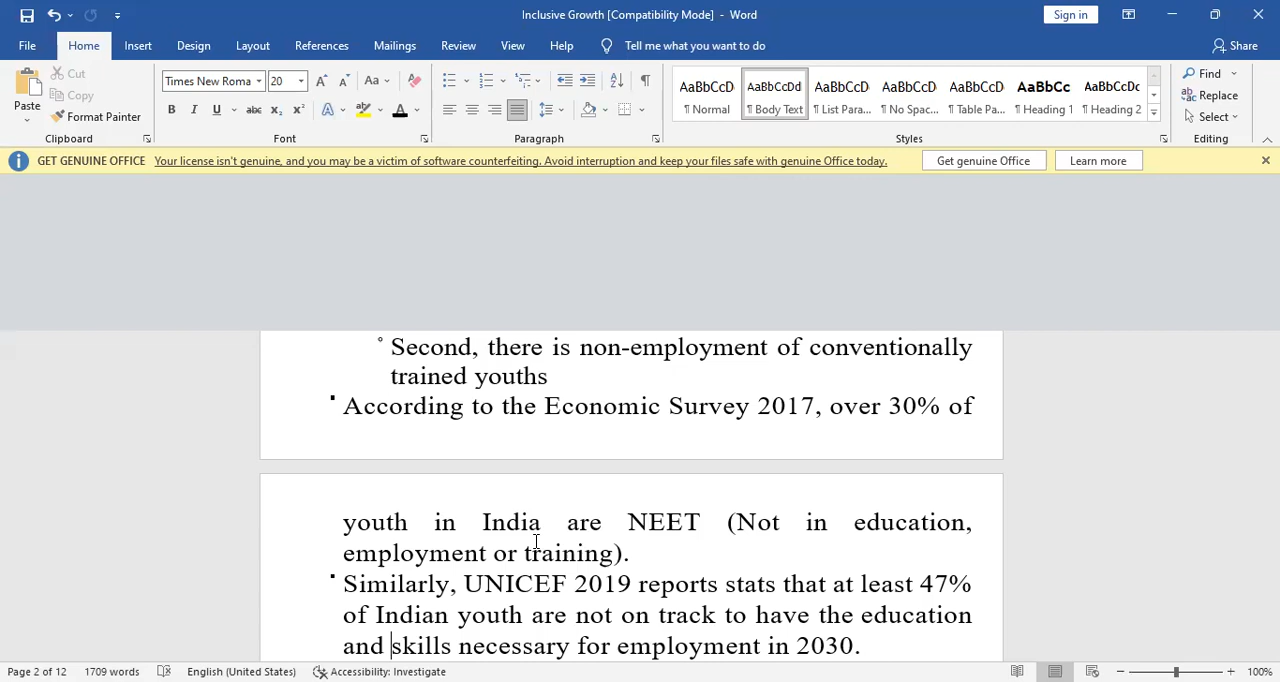 Inclusive Growth [Compatibility Mode] - Word
Sign in
File Home Insert Design Layout References Mailings Review View Help Tell me what you want to do Share
Paste Cut Copy Format Painter
Clipboard
Times New Roma 20 Aa
B I U abc x₂ x² A A
Font
Paragraph
AaBbCcD AaBbCcDd AaBbCcD AaBbCcD AaBbCcD AaBbCc AaBbCcDc
¶ Normal ¶ Body Text ¶ List Para... ¶ No Spac... ¶ Table Pa... ¶ Heading 1 ¶ Heading 2
Styles
Find
Replace
Select
Editing
GET GENUINE OFFICE Your license isn't genuine, and you may be a victim of software counterfeiting. Avoid interruption and keep your files safe with genuine Office today. Get genuine Office Learn more
° Second, there is non-employment of conventionally
trained youths
▪ According to the Economic Survey 2017, over 30% of
youth in India are NEET (Not in education,
employment or training).
▪ Similarly, UNICEF 2019 reports stats that at least 47%
of Indian youth are not on track to have the education
and skills necessary for employment in 2030.
Page 2 of 12 1709 words English (United States) Accessibility: Investigate 100%